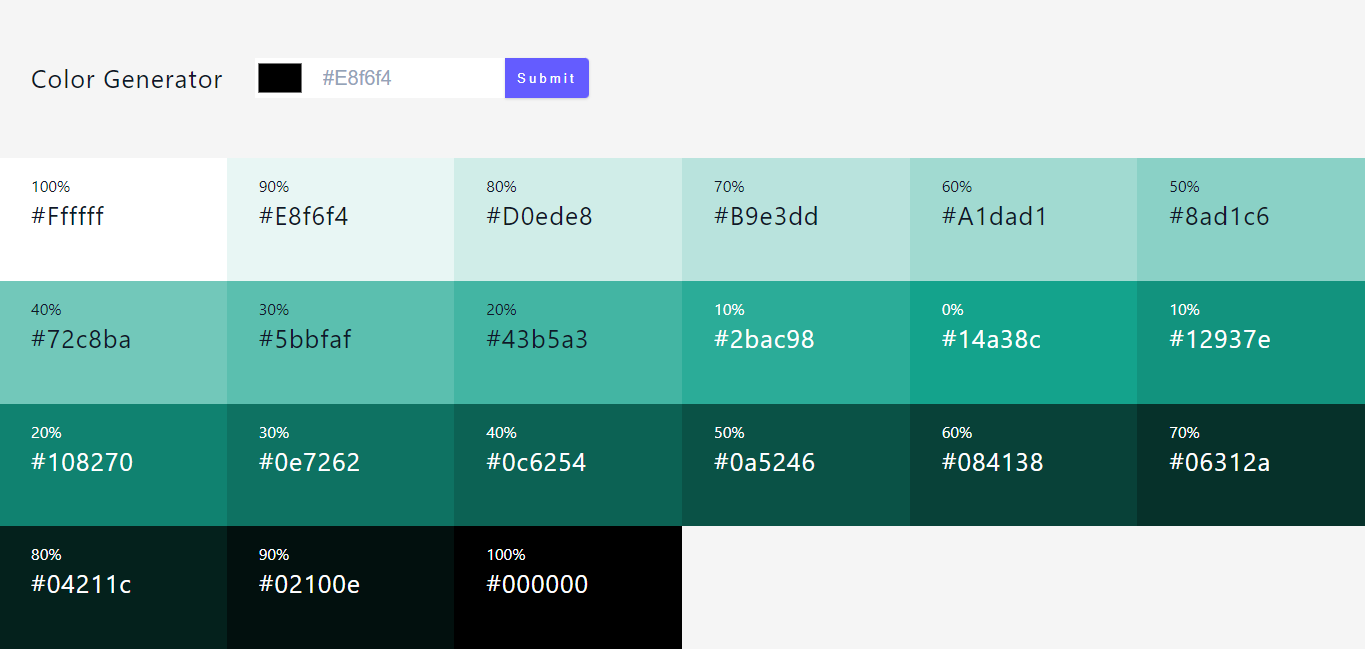 Color Generator
#E8f6f4
Submit
100%
#Ffffff
90%
#E8f6f4
80%
#D0ede8
70%
#B9e3dd
60%
#A1dad1
50%
#8ad1c6
40%
#72c8ba
30%
#5bbfaf
20%
#43b5a3
10%
#2bac98
0%
#14a38c
10%
#12937e
20%
#108270
30%
#0e7262
40%
#0c6254
50%
#0a5246
60%
#084138
70%
#06312a
80%
#04211c
90%
#02100e
100%
#000000